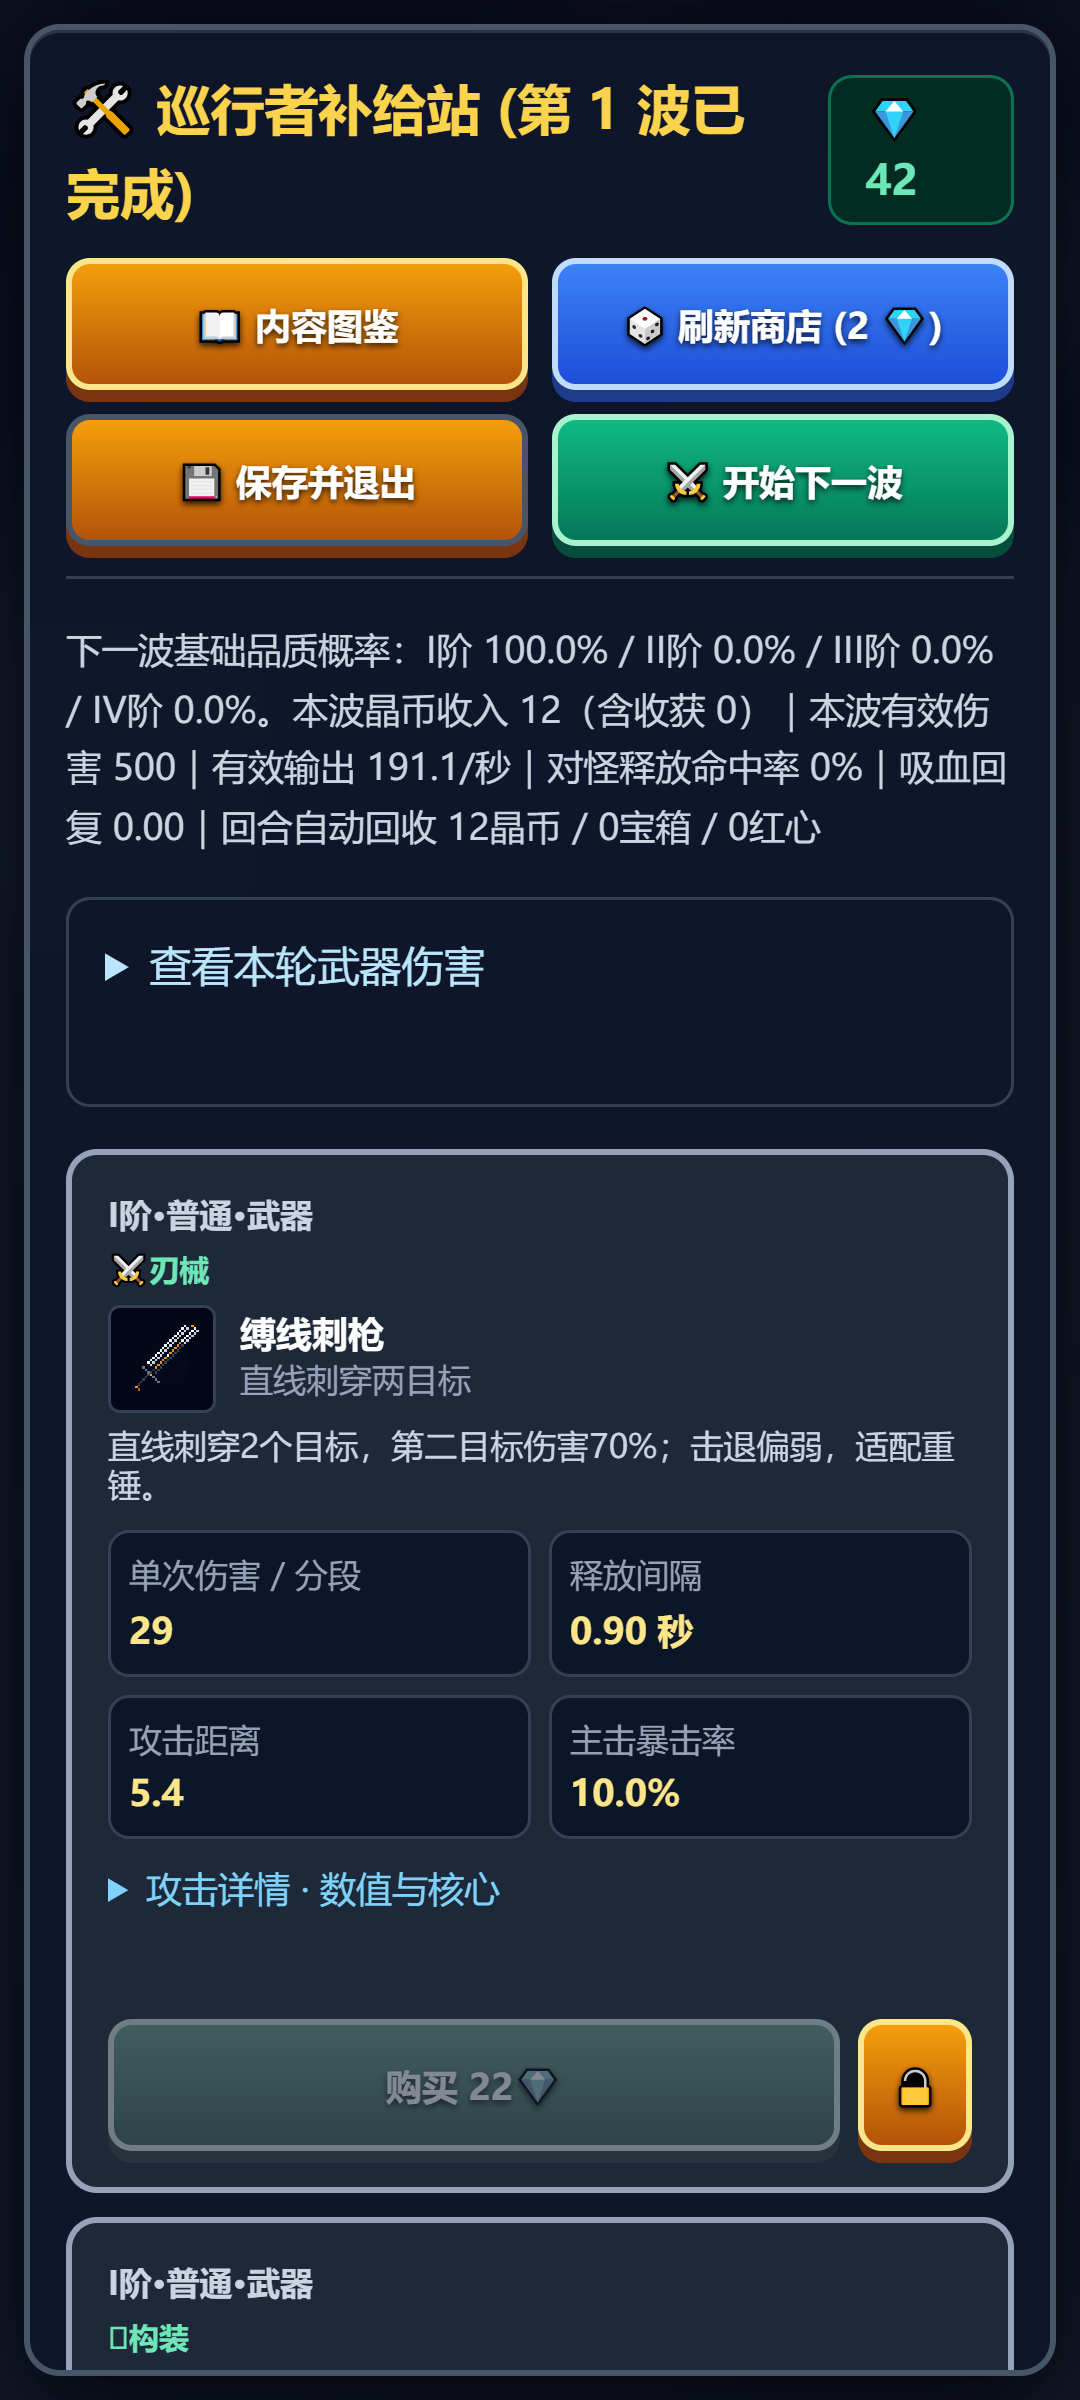 巡行者补给站 (第 1 波已
完成)
42
内容图鉴
刷新商店 (2 💎)
保存并退出
开始下一波
下一波基础品质概率：I阶 100.0% / II阶 0.0% / III阶 0.0%
/ IV阶 0.0%。本波晶币收入 12（含收获 0）｜本波有效伤
害 500｜有效输出 191.1/秒｜对怪释放命中率 0%｜吸血回
复 0.00｜回合自动回收 12晶币 / 0宝箱 / 0红心
▶ 查看本轮武器伤害
I阶•普通•武器
⚔刃械
缚线刺枪
直线刺穿两目标
直线刺穿2个目标，第二目标伤害70%；击退偏弱，适配重
锤。
单次伤害 / 分段
29
释放间隔
0.90 秒
攻击距离
5.4
主击暴击率
10.0%
▶ 攻击详情 · 数值与核心
购买 22💎
I阶•普通•武器
构装